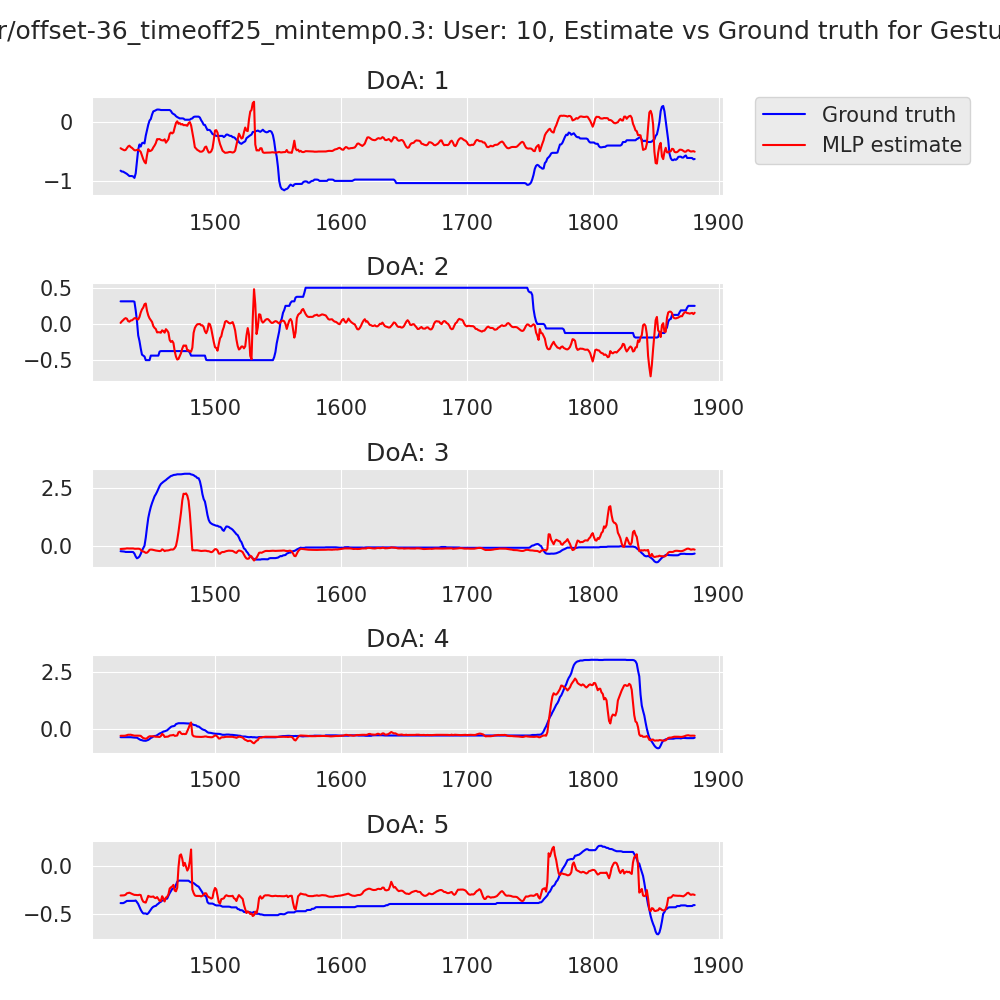 r/offset-36_timeoff25_mintemp0.3: User: 10, Estimate vs Ground truth for Gestu
DoA: 1
Ground truth
MLP estimate
0
−1
1500 1600 1700 1800 1900
DoA: 2
0.5
0.0
−0.5
1500 1600 1700 1800 1900
DoA: 3
2.5
0.0
1500 1600 1700 1800 1900
DoA: 4
2.5
0.0
1500 1600 1700 1800 1900
DoA: 5
0.0
−0.5
1500 1600 1700 1800 1900